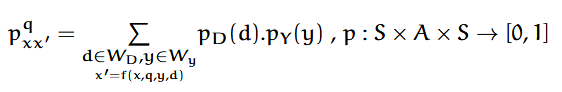 p^q_{xx′} = ∑_{d∈W_D, y∈W_y, x′=f(x,q,y,d)} p_D(d).p_Y(y) , p : S × A × S → [0, 1]